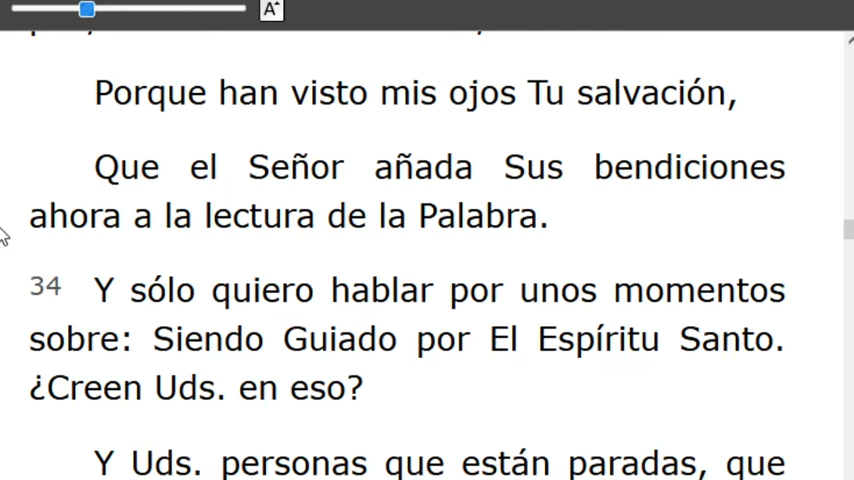 A
Porque han visto mis ojos Tu salvación,
Que el Señor añada Sus bendiciones
ahora a la lectura de la Palabra.
34 Y sólo quiero hablar por unos momentos
sobre: Siendo Guiado por El Espíritu Santo.
¿Creen Uds. en eso?
Y Uds. personas que están paradas, que